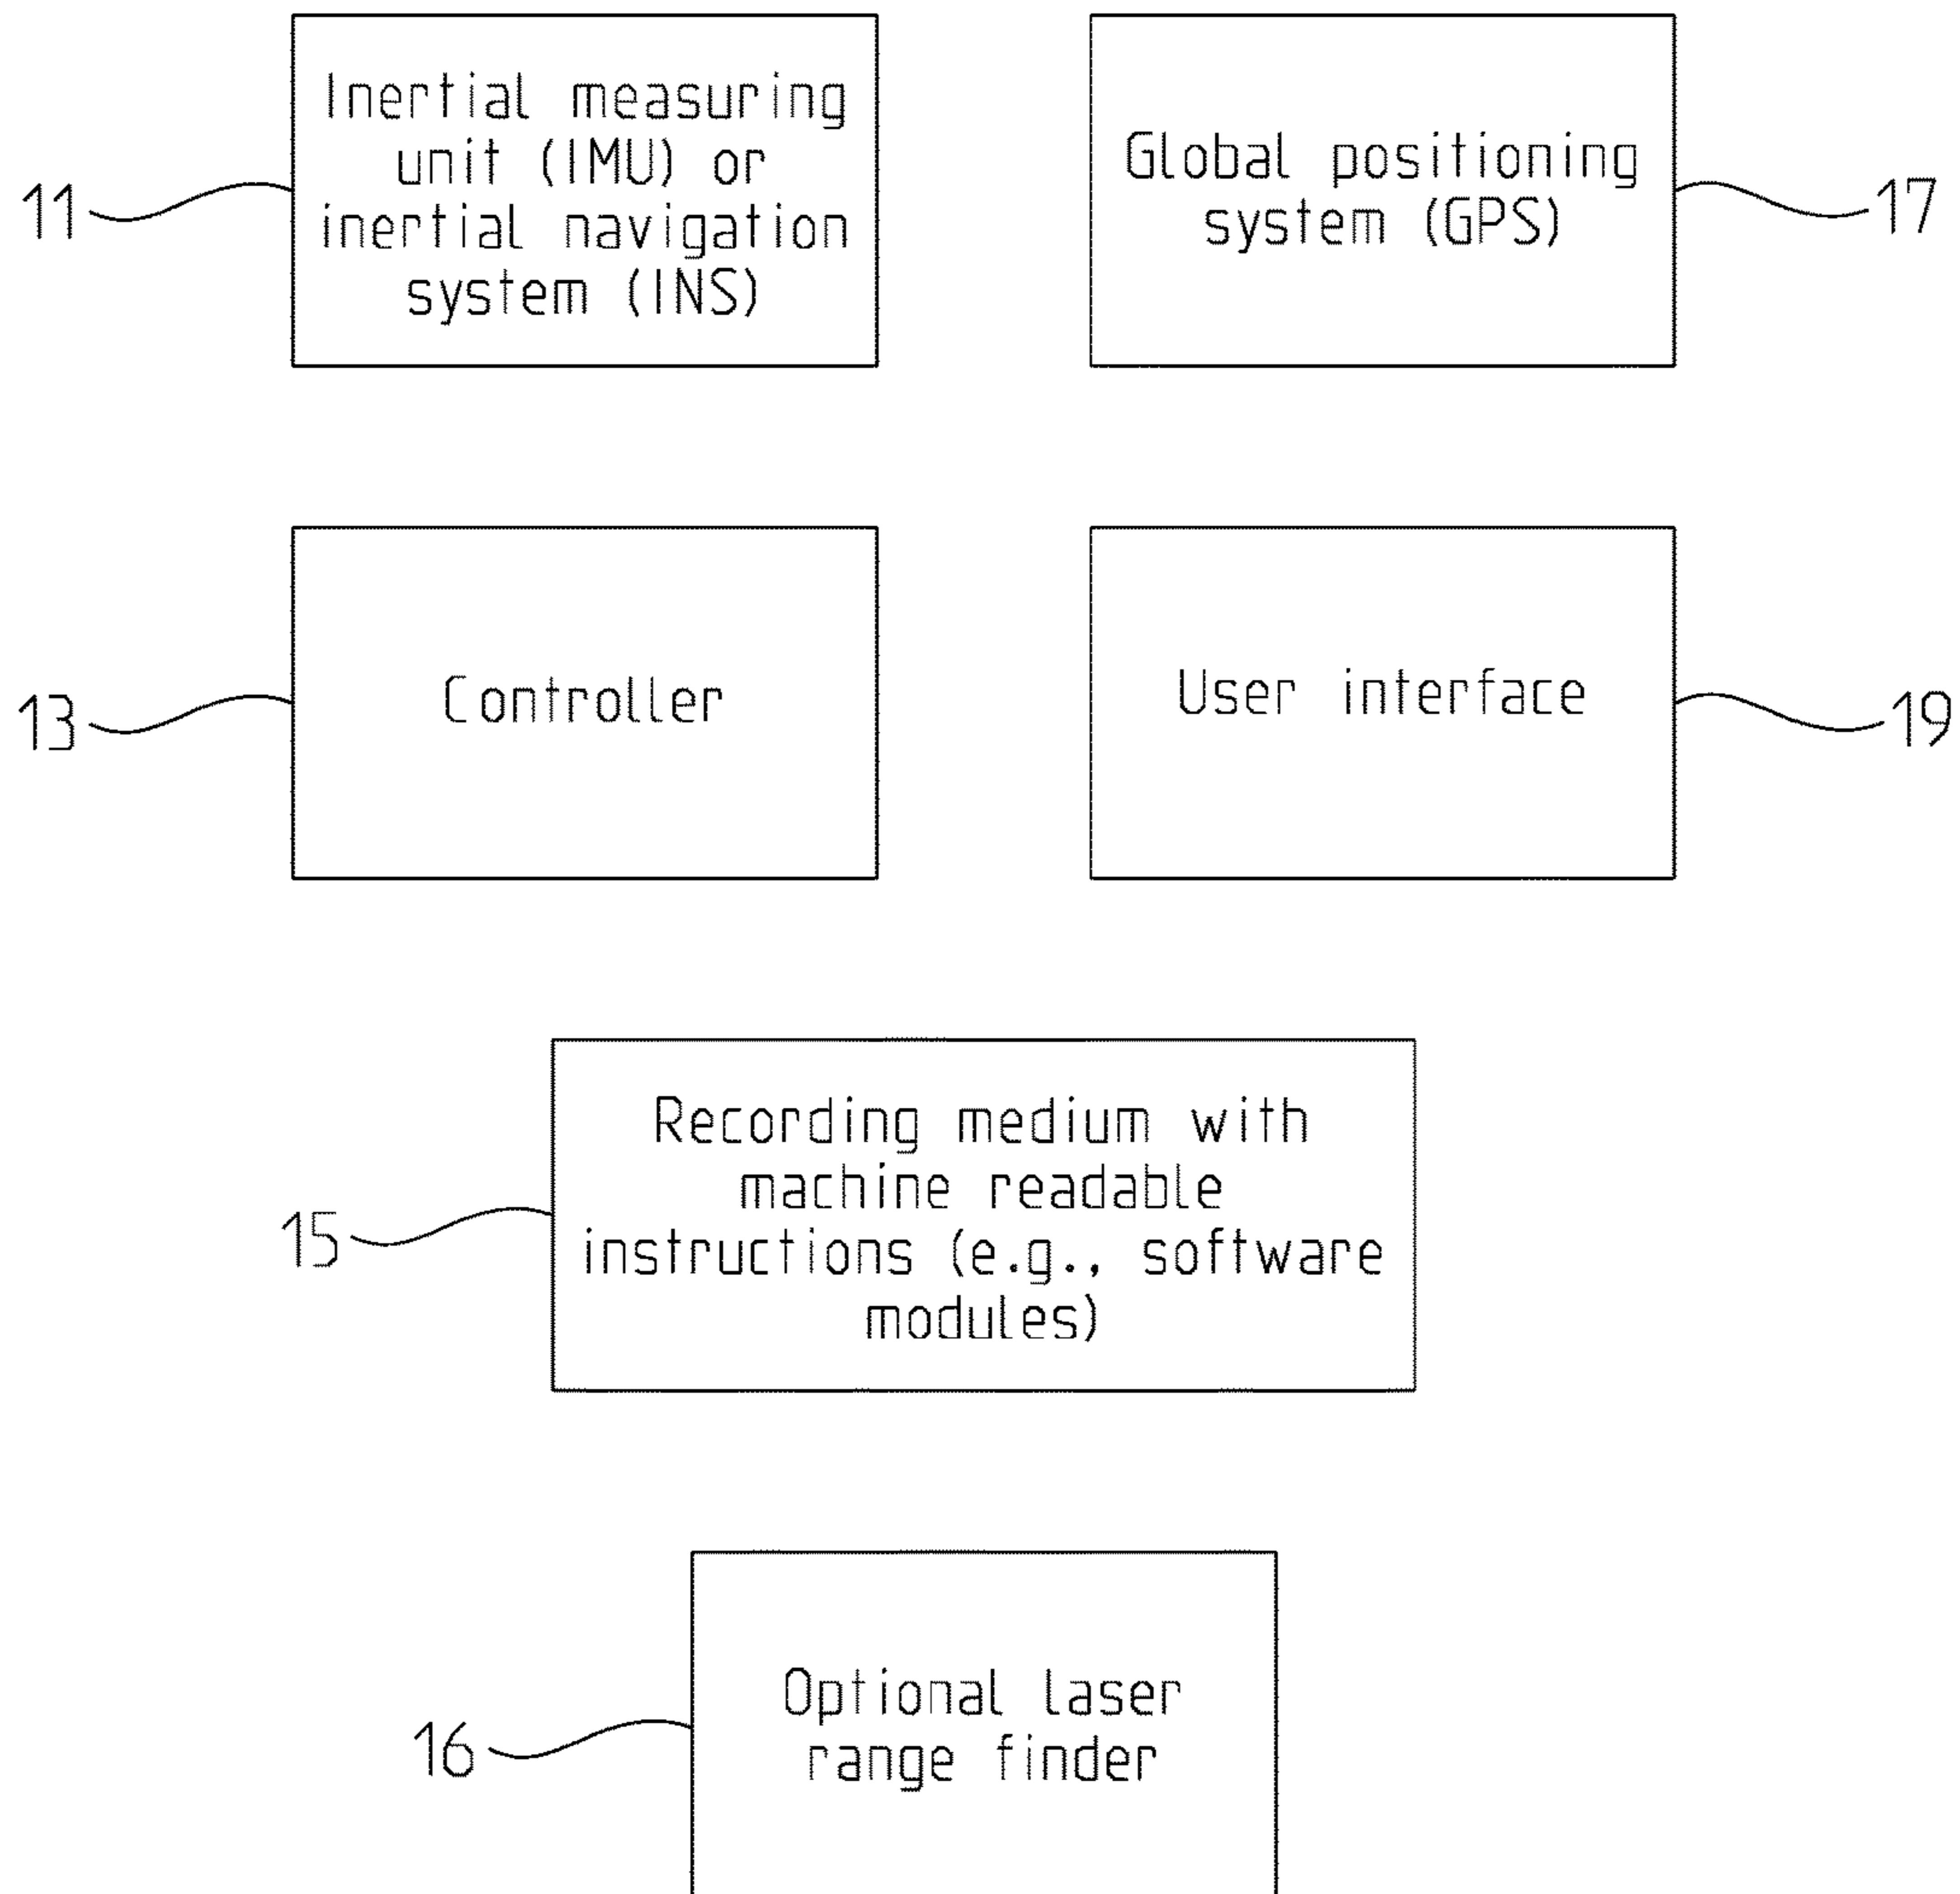 Inertial measuring
unit (IMU) or
inertial navigation
system (INS)
11
Global positioning
system (GPS)
17
Controller
13
User interface
19
Recording medium with
machine readable
instructions (e.g., software
modules)
15
Optional laser
range finder
16